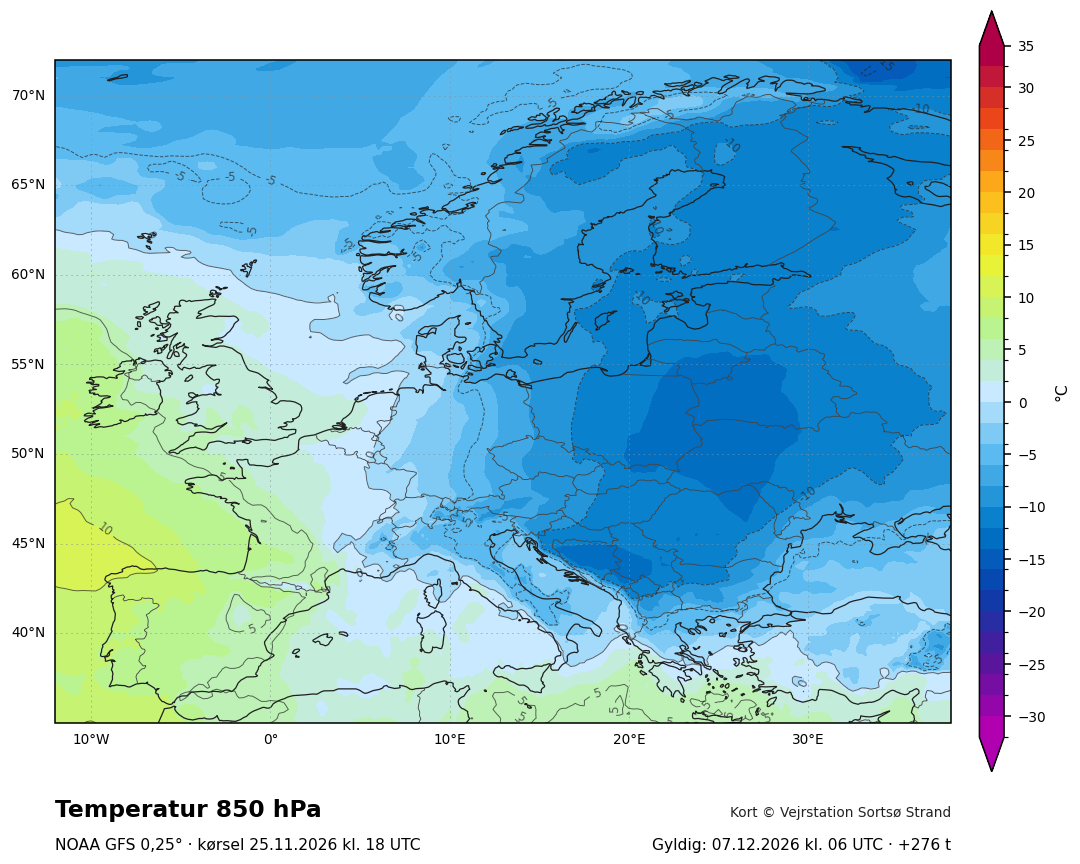 70°N
65°N
60°N
55°N
50°N
45°N
40°N
10°W
0°
10°E
20°E
30°E
35
30
25
20
15
10
5
0
−5
−10
−15
−20
−25
−30
°C
Temperatur 850 hPa
Kort © Vejrstation Sortsø Strand
NOAA GFS 0,25° · kørsel 25.11.2026 kl. 18 UTC
Gyldig: 07.12.2026 kl. 06 UTC · +276 t